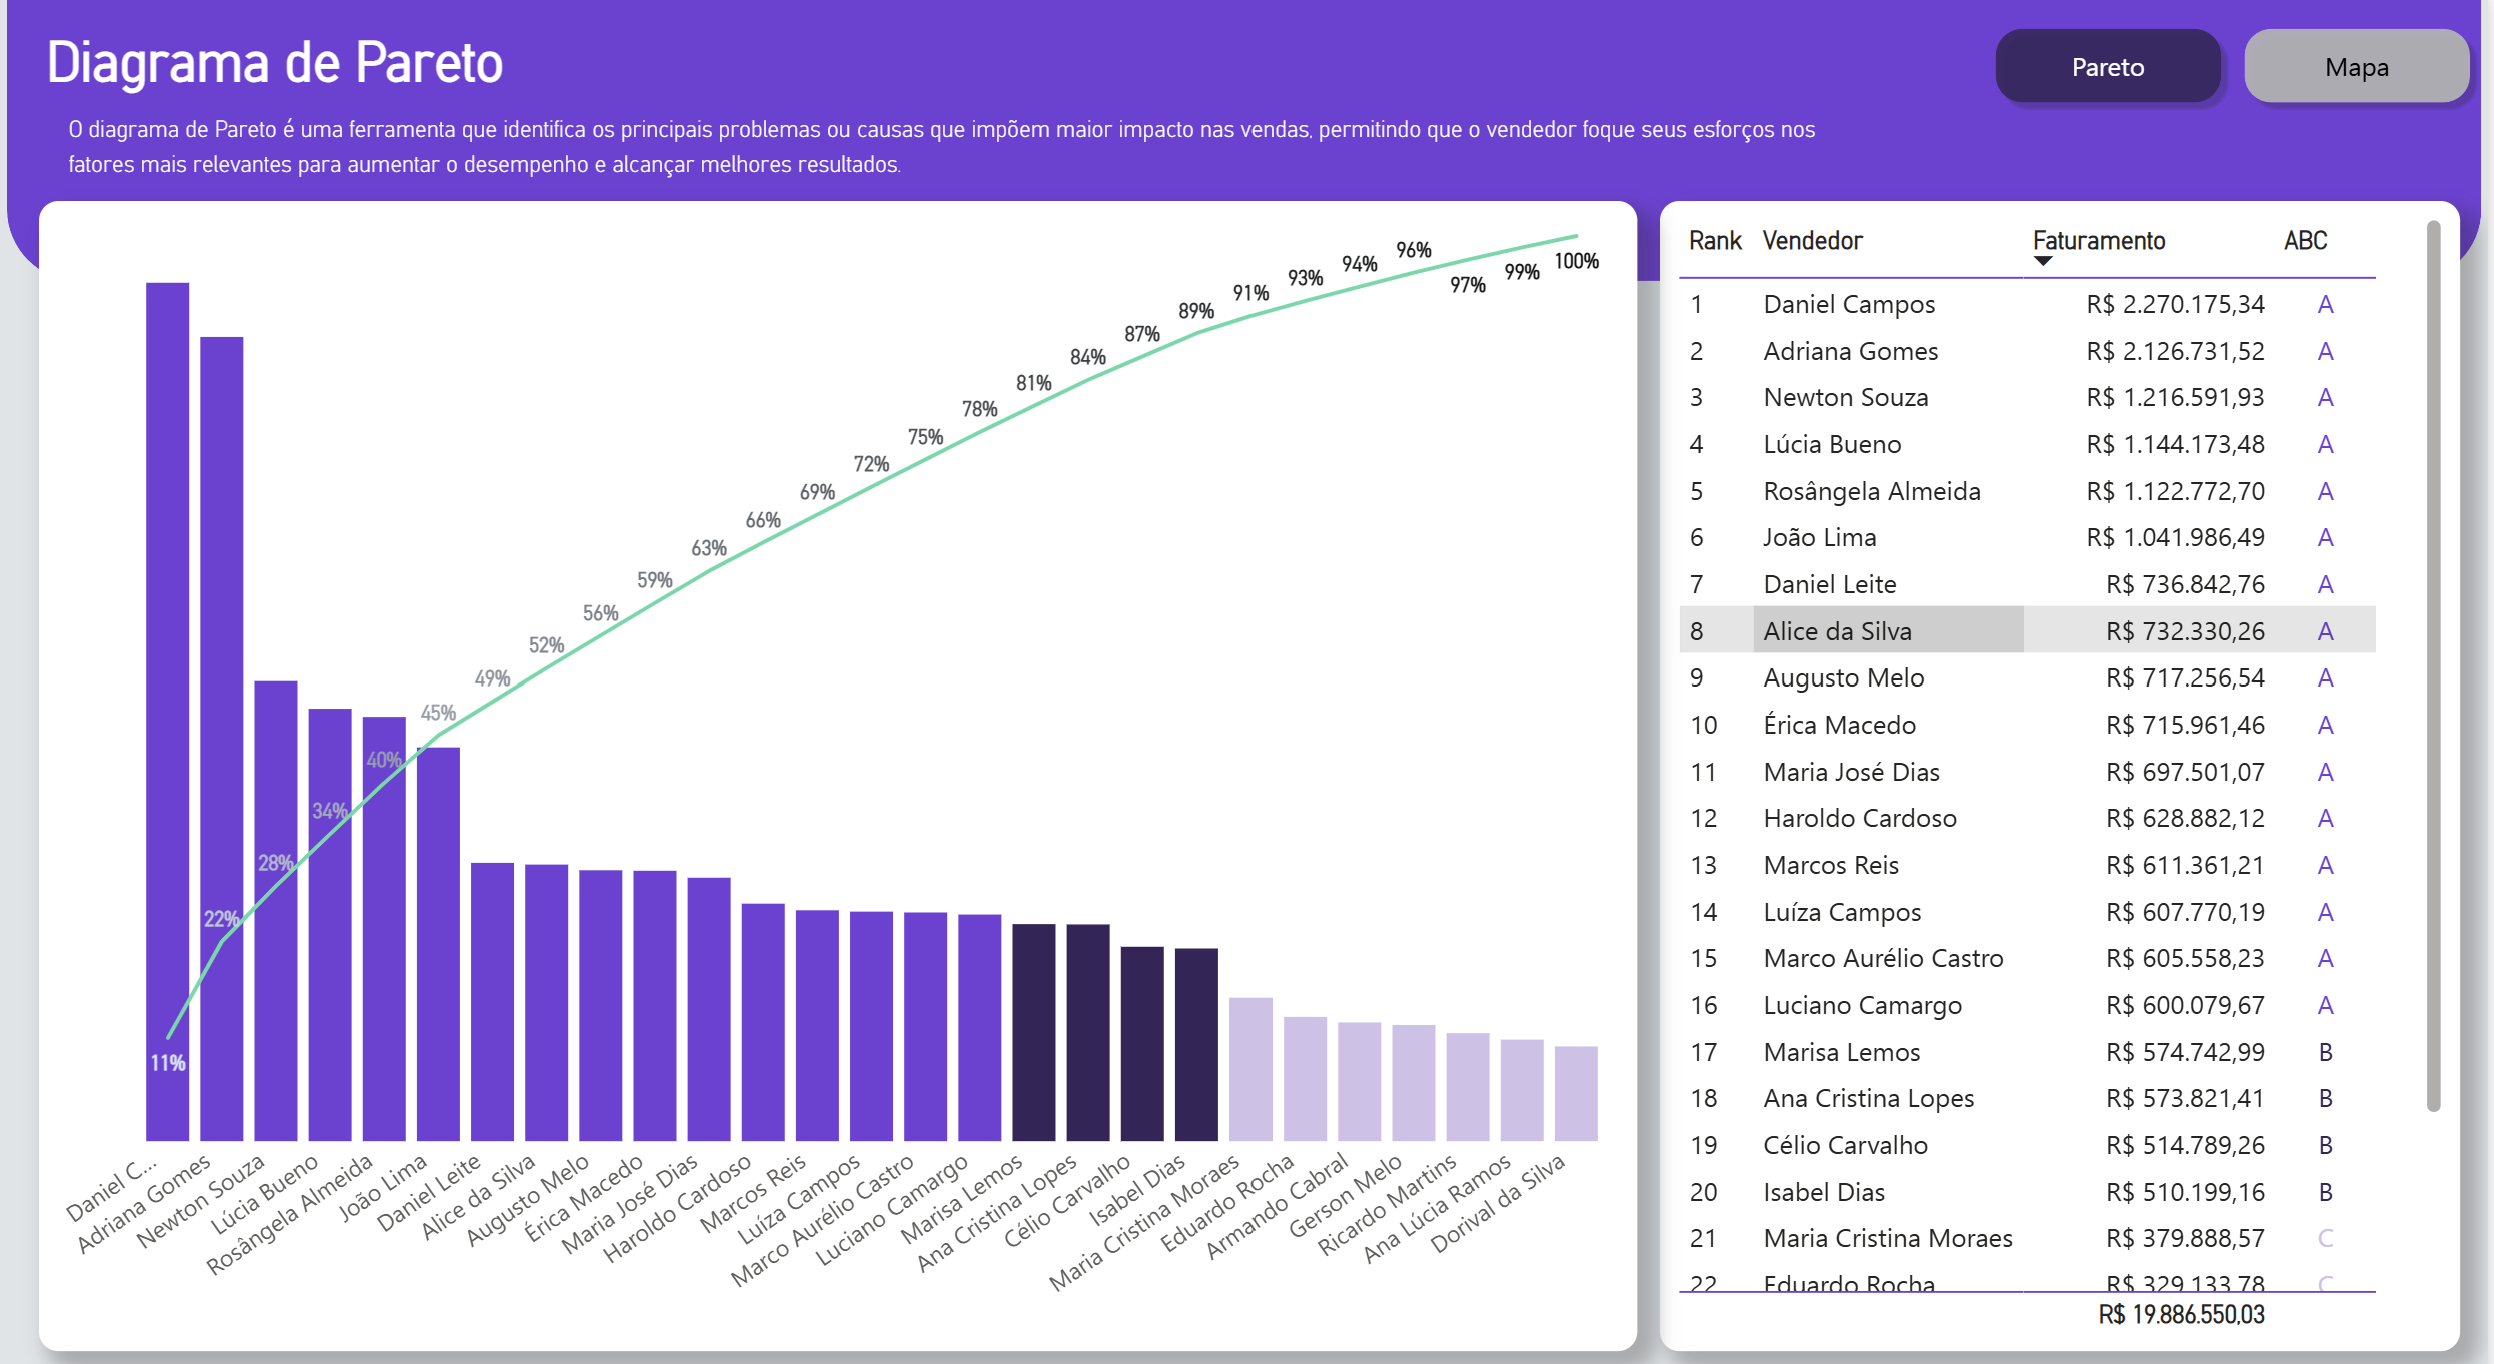 Diagrama de Pareto
Pareto
Mapa
O diagrama de Pareto é uma ferramenta que identifica os principais problemas ou causas que impõem maior impacto nas vendas, permitindo que o vendedor foque seus esforços nos
fatores mais relevantes para aumentar o desempenho e alcançar melhores resultados.
11%
22%
28%
34%
40%
45%
49%
52%
56%
59%
63%
66%
69%
72%
75%
78%
81%
84%
87%
89%
91%
93%
94%
96%
97%
99%
100%
Daniel C...
Adriana Gomes
Newton Souza
Lúcia Bueno
Rosângela Almeida
João Lima
Daniel Leite
Alice da Silva
Augusto Melo
Érica Macedo
Maria José Dias
Haroldo Cardoso
Marcos Reis
Luíza Campos
Marco Aurélio Castro
Luciano Camargo
Marisa Lemos
Ana Cristina Lopes
Célio Carvalho
Isabel Dias
Maria Cristina Moraes
Eduardo Rocha
Armando Cabral
Gerson Melo
Ricardo Martins
Ana Lúcia Ramos
Dorival da Silva
Rank Vendedor Faturamento ABC
1 Daniel Campos R$ 2.270.175,34 A
2 Adriana Gomes R$ 2.126.731,52 A
3 Newton Souza R$ 1.216.591,93 A
4 Lúcia Bueno R$ 1.144.173,48 A
5 Rosângela Almeida R$ 1.122.772,70 A
6 João Lima R$ 1.041.986,49 A
7 Daniel Leite R$ 736.842,76 A
8 Alice da Silva R$ 732.330,26 A
9 Augusto Melo R$ 717.256,54 A
10 Érica Macedo R$ 715.961,46 A
11 Maria José Dias R$ 697.501,07 A
12 Haroldo Cardoso R$ 628.882,12 A
13 Marcos Reis R$ 611.361,21 A
14 Luíza Campos R$ 607.770,19 A
15 Marco Aurélio Castro R$ 605.558,23 A
16 Luciano Camargo R$ 600.079,67 A
17 Marisa Lemos R$ 574.742,99 B
18 Ana Cristina Lopes R$ 573.821,41 B
19 Célio Carvalho R$ 514.789,26 B
20 Isabel Dias R$ 510.199,16 B
21 Maria Cristina Moraes R$ 379.888,57 C
22 Eduardo Rocha R$ 329.133,78 C
R$ 19.886.550,03